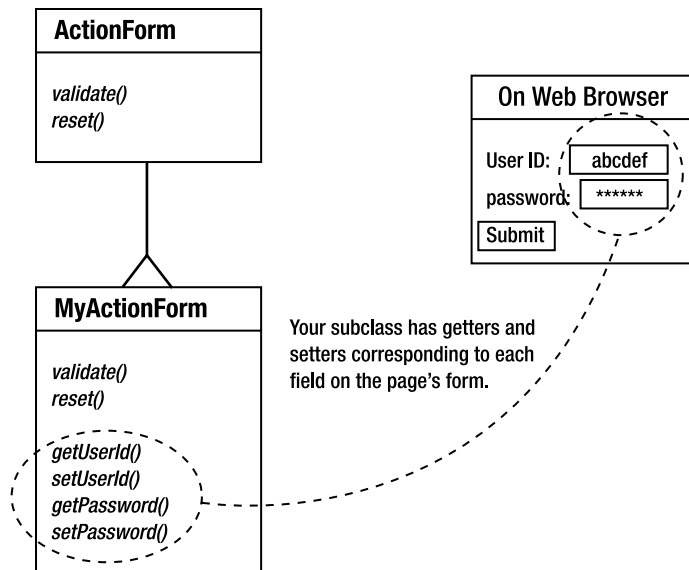 ActionForm
validate()
reset()
On Web Browser
User ID: abcdef
password: ******
Submit
MyActionForm
validate()
reset()
getUserId()
setUserId()
getPassword()
setPassword()
Your subclass has getters and
setters corresponding to each
field on the page's form.